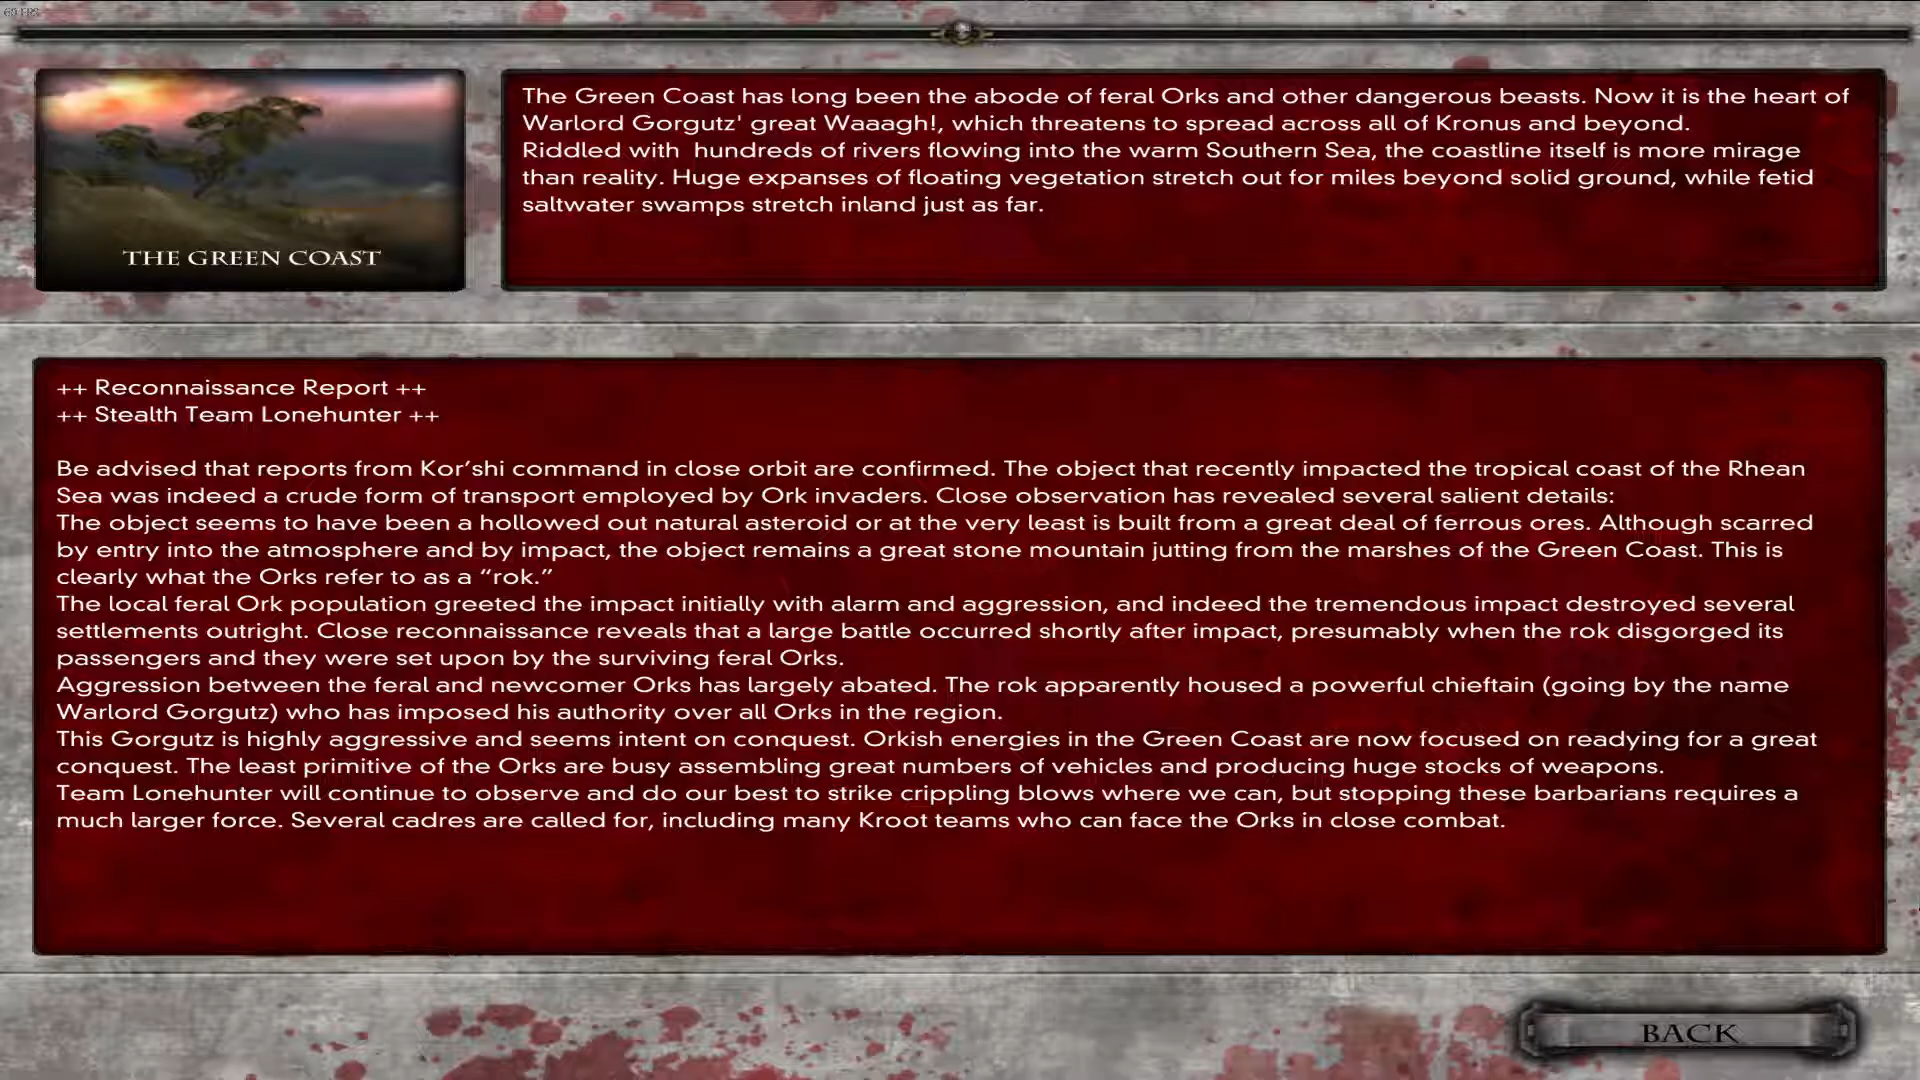 60 FPS
The Green Coast has long been the abode of feral Orks and other dangerous beasts. Now it is the heart of
Warlord Gorgutz' great Waaagh!, which threatens to spread across all of Kronus and beyond.
Riddled with  hundreds of rivers flowing into the warm Southern Sea, the coastline itself is more mirage
than reality. Huge expanses of floating vegetation stretch out for miles beyond solid ground, while fetid
saltwater swamps stretch inland just as far.
THE GREEN COAST
++ Reconnaissance Report ++
++ Stealth Team Lonehunter ++
Be advised that reports from Kor’shi command in close orbit are confirmed. The object that recently impacted the tropical coast of the Rhean
Sea was indeed a crude form of transport employed by Ork invaders. Close observation has revealed several salient details:
The object seems to have been a hollowed out natural asteroid or at the very least is built from a great deal of ferrous ores. Although scarred
by entry into the atmosphere and by impact, the object remains a great stone mountain jutting from the marshes of the Green Coast. This is
clearly what the Orks refer to as a “rok.”
The local feral Ork population greeted the impact initially with alarm and aggression, and indeed the tremendous impact destroyed several
settlements outright. Close reconnaissance reveals that a large battle occurred shortly after impact, presumably when the rok disgorged its
passengers and they were set upon by the surviving feral Orks.
Aggression between the feral and newcomer Orks has largely abated. The rok apparently housed a powerful chieftain (going by the name
Warlord Gorgutz) who has imposed his authority over all Orks in the region.
This Gorgutz is highly aggressive and seems intent on conquest. Orkish energies in the Green Coast are now focused on readying for a great
conquest. The least primitive of the Orks are busy assembling great numbers of vehicles and producing huge stocks of weapons.
Team Lonehunter will continue to observe and do our best to strike crippling blows where we can, but stopping these barbarians requires a
much larger force. Several cadres are called for, including many Kroot teams who can face the Orks in close combat.
BACK